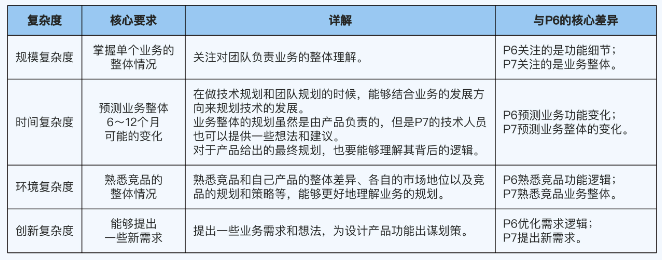 复杂度 核心要求 详解 与P6的核心差异
规模复杂度
掌握单个业务的
整体情况
关注对团队负责业务的整体理解。
P6关注的是功能细节；
P7关注的是业务整体。
时间复杂度
预测业务整体
6～12个月
可能的变化
在做技术规划和团队规划的时候，能够结合业务的发展方
向来规划技术的发展。
业务整体的规划虽然是由产品负责的，但是P7的技术人员
也可以提供一些想法和建议。
对于产品给出的最终规划，也要能够理解其背后的逻辑。
P6预测业务功能变化；
P7预测业务整体的变化。
环境复杂度
熟悉竞品的
整体情况
熟悉竞品和自己产品的整体差异、各自的市场地位以及竞
品的规划和策略等，能够更好地理解业务的规划。
P6熟悉竞品功能逻辑；
P7熟悉竞品业务整体。
创新复杂度
能够提出
一些新需求
提出一些业务需求和想法，为设计产品功能出谋划策。
P6优化需求逻辑；
P7提出新需求。